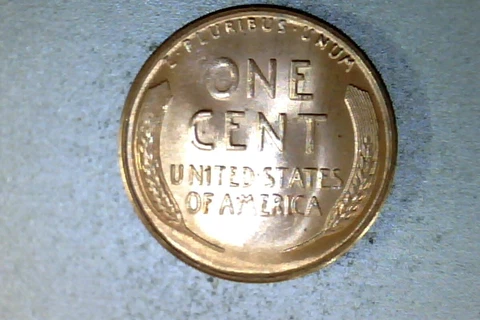 E·PLURIBUS·UNUM
ONE
CENT
UNITED·STATES
OF AMERICA